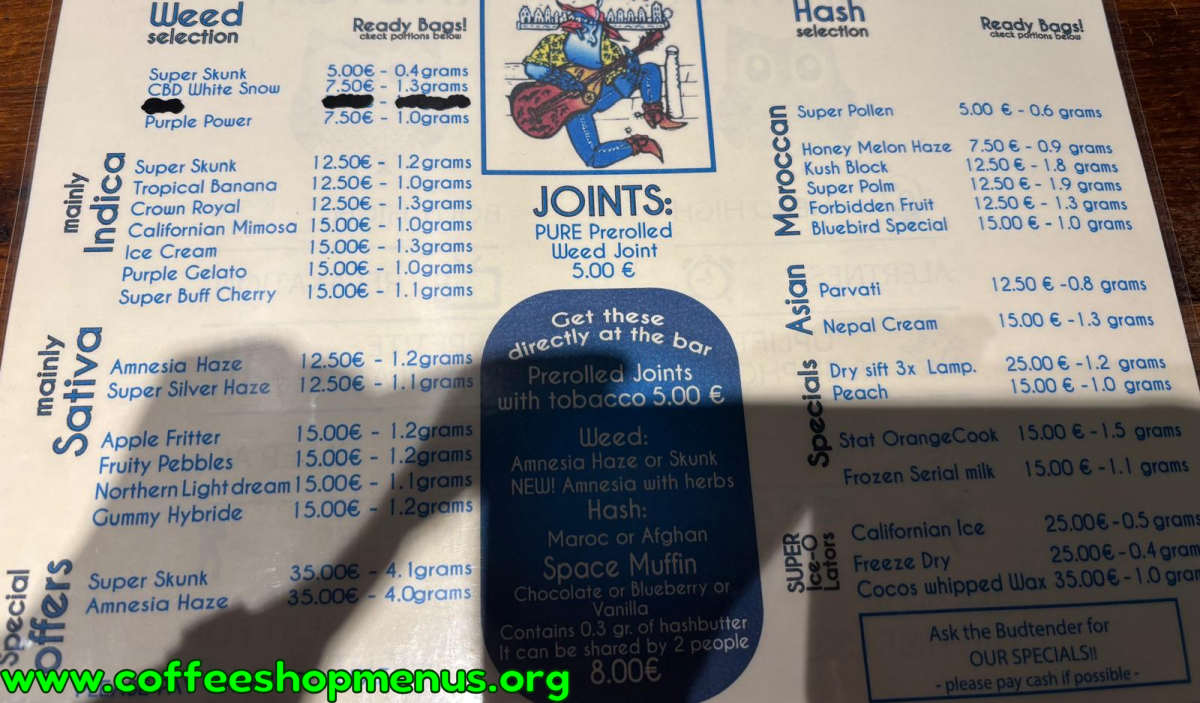 Weed
selection
Ready Bags!
check portions below
Super Skunk 5.00€ - 0.4grams
CBD White Snow 7.50€ - 1.3grams
Purple Power 7.50€ - 1.0grams
mainly
Indica
Super Skunk 12.50€ - 1.2grams
Tropical Banana 12.50€ - 1.0grams
Crown Royal 12.50€ - 1.3grams
Californian Mimosa 15.00€ - 1.0grams
Ice Cream 15.00€ - 1.3grams
Purple Gelato 15.00€ - 1.0grams
Super Buff Cherry 15.00€ - 1.1grams
mainly
Sativa
Amnesia Haze 12.50€ - 1.2grams
Super Silver Haze 12.50€ - 1.1grams
Apple Fritter 15.00€ - 1.2grams
Fruity Pebbles 15.00€ - 1.2grams
Northern Light dream 15.00€ - 1.1grams
Gummy Hybride 15.00€ - 1.2grams
Special
offers
Super Skunk 35.00€ - 4.1grams
Amnesia Haze 35.00€ - 4.0grams
JOINTS:
PURE Prerolled
Weed Joint
5.00 €
Get these
directly at the bar
Prerolled Joints
with tobacco 5.00 €
Weed:
Amnesia Haze or Skunk
NEW! Amnesia with herbs
Hash:
Maroc or Afghan
Space Muffin
Chocolate or Blueberry or
Vanilla
Contains 0.3 gr. of hashbutter
It can be shared by 2 people
8.00€
Hash
selection
Ready Bags!
check portions below
Moroccan
Super Pollen 5.00 € - 0.6 grams
Honey Melon Haze 7.50 € - 0.9 grams
Kush Block 12.50 € - 1.8 grams
Super Polm 12.50 € - 1.9 grams
Forbidden Fruit 12.50 € - 1.3 grams
Bluebird Special 15.00 € - 1.0 grams
Asian
Parvati 12.50 € -0.8 grams
Nepal Cream 15.00 € -1.3 grams
Specials
Dry sift 3x Lamp. 25.00 € -1.2 grams
Peach 15.00 € -1.0 grams
Stat OrangeCook 15.00 € -1.5 grams
Frozen Serial milk 15.00 € -1.1 grams
SUPER
Ice-O
Lators
Californian Ice 25.00€ -0.5 grams
Freeze Dry 25.00€ -0.4 gram
Cocos whipped Wax 35.00€ -1.0 gram
Ask the Budtender for
OUR SPECIALS!!
- please pay cash if possible -
www.coffeeshopmenus.org